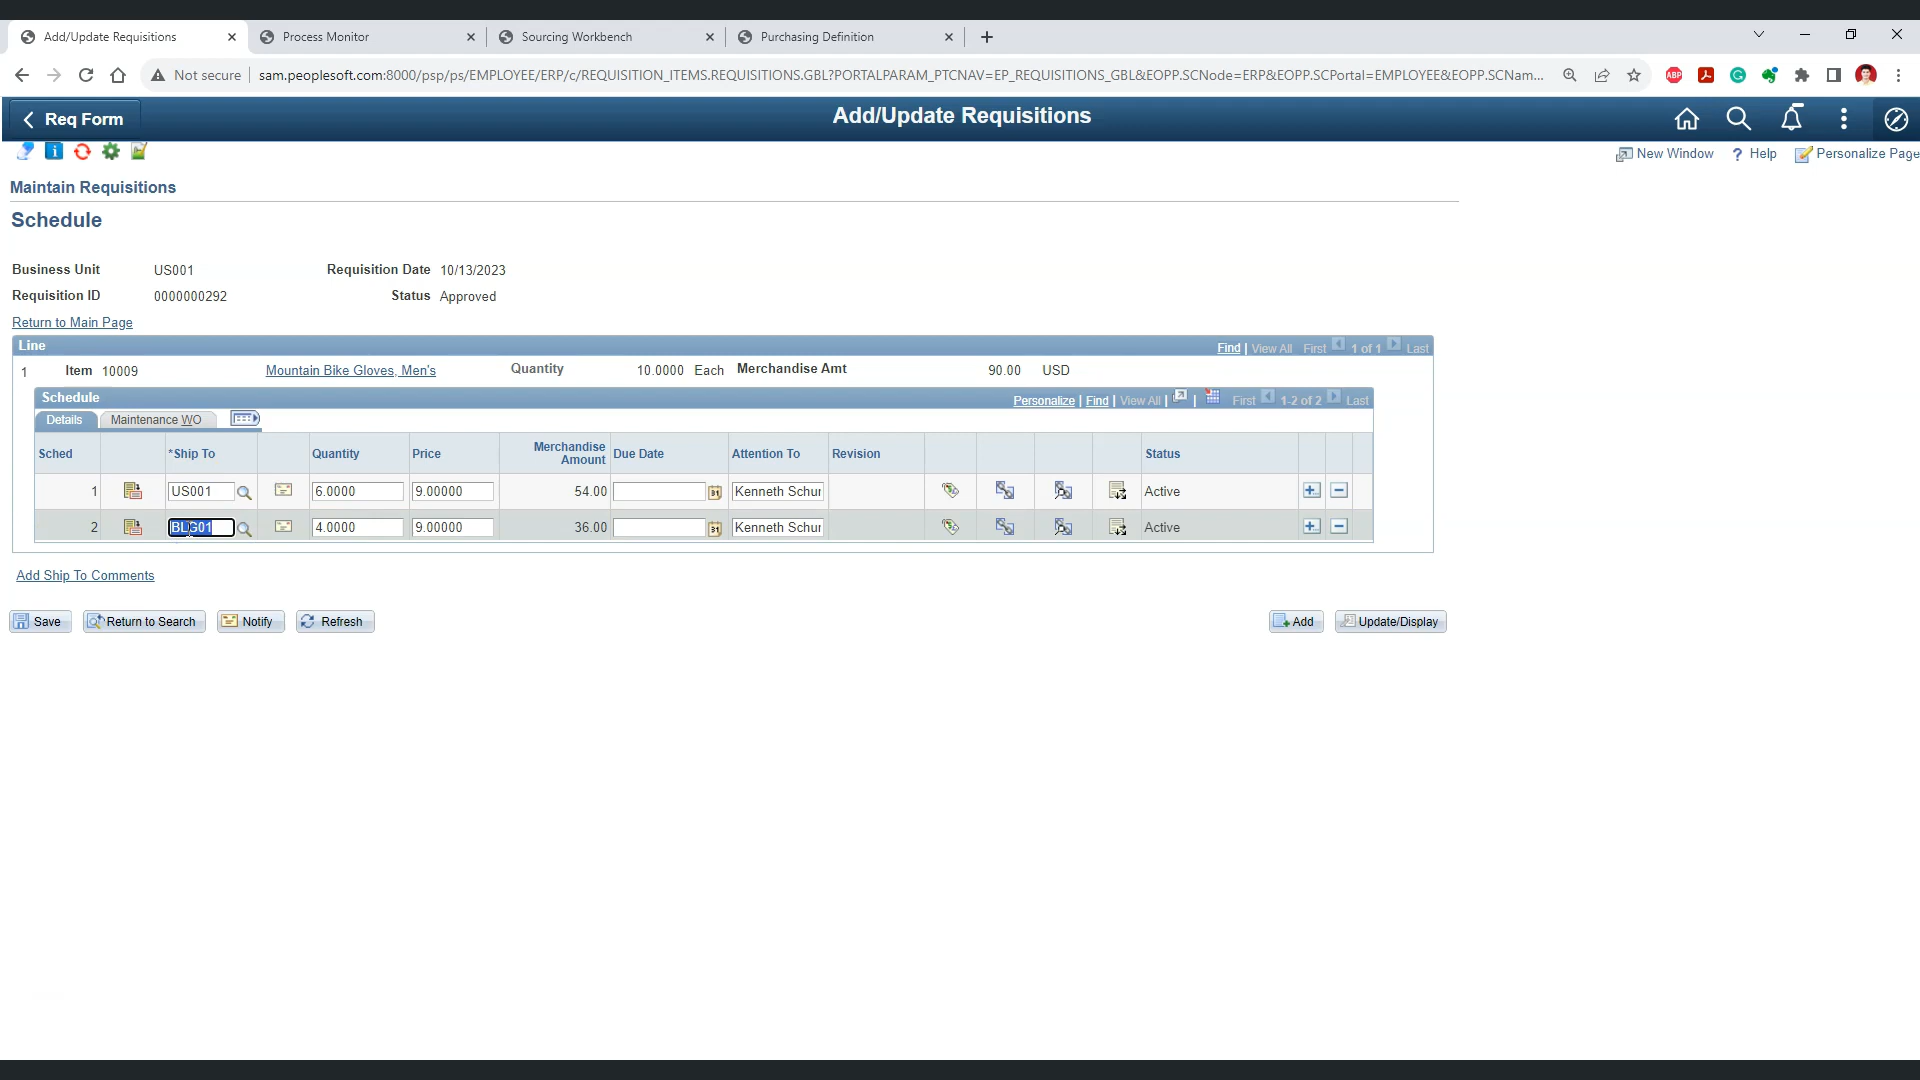 Add/Update Requisitions
Process Monitor
Sourcing Workbench
Purchasing Definition
Not secure
sam.peoplesoft.com:8000/psp/ps/EMPLOYEE/ERP/c/REQUISITION_ITEMS.REQUISITIONS.GBL?PORTALPARAM_PTCNAV=EP_REQUISITIONS_GBL&EOPP.SCNode=ERP&EOPP.SCPortal=EMPLOYEE&EOPP.SCNam...
ABP
Req Form
Add/Update Requisitions
New Window
? Help
Personalize Page
Maintain Requisitions
Schedule
Business Unit US001 Requisition Date 10/13/2023
Requisition ID 0000000292 Status Approved
Return to Main Page
Line Find | View All First 1 of 1 Last
1 Item 10009 Mountain Bike Gloves, Men's Quantity 10.0000 Each Merchandise Amt 90.00 USD
Schedule Personalize | Find | View All | | First 1-2 of 2 Last
Details Maintenance WO
Sched *Ship To Quantity Price Merchandise Amount Due Date Attention To Revision Status
1 US001 6.0000 9.00000 54.00 31 Kenneth Schur Active
2 BLG01 4.0000 9.00000 36.00 31 Kenneth Schur Active
Add Ship To Comments
Save Return to Search Notify Refresh Add Update/Display